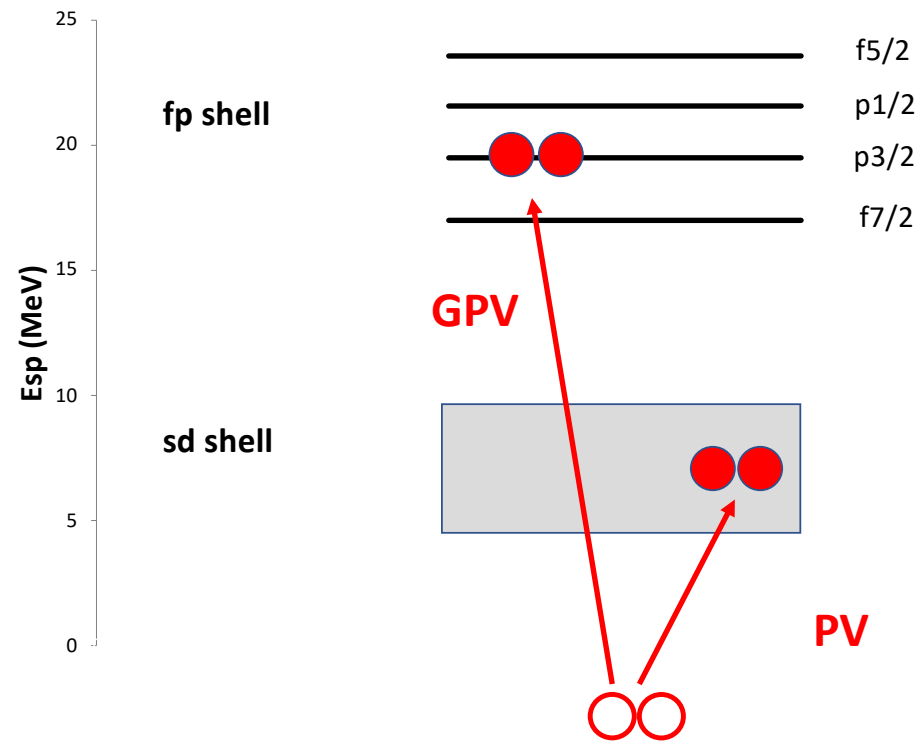 25
f5/2
fp shell
p1/2
20
p3/2
f7/2
15
GPV
Esp (MeV)
10
sd shell
5
PV
0